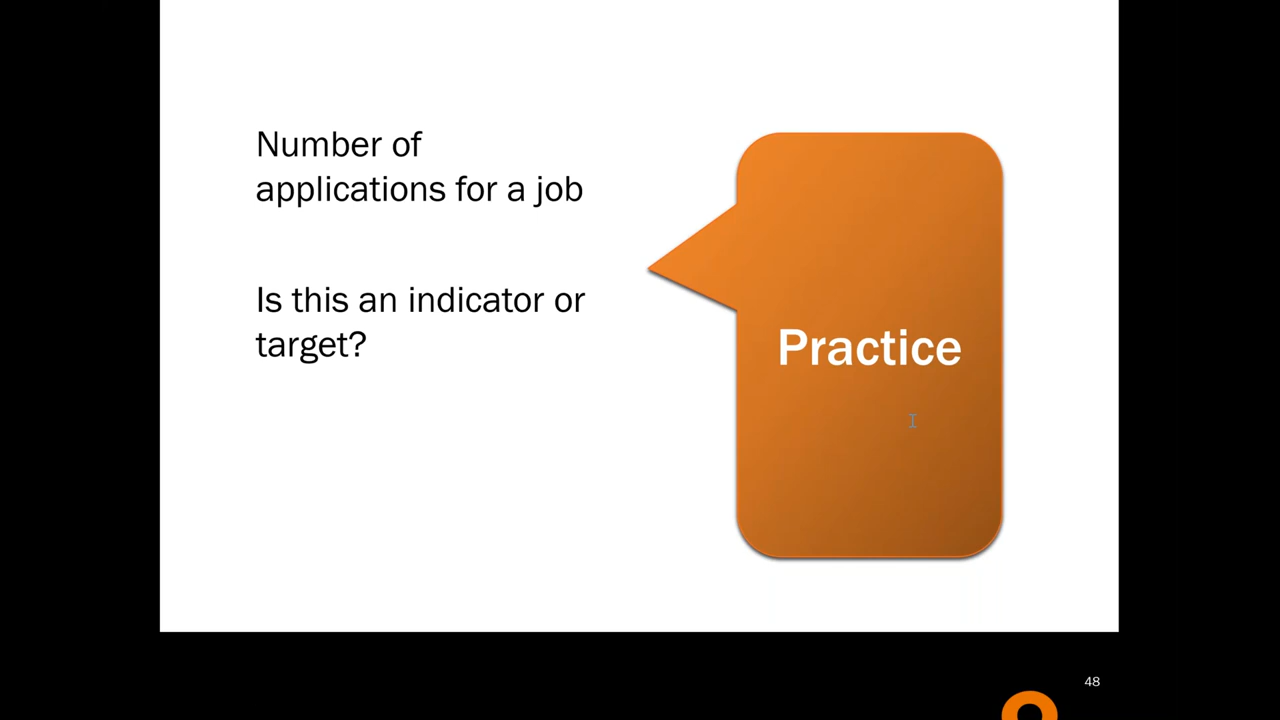 Number of
applications for a job
Is this an indicator or
target?
Practice
48